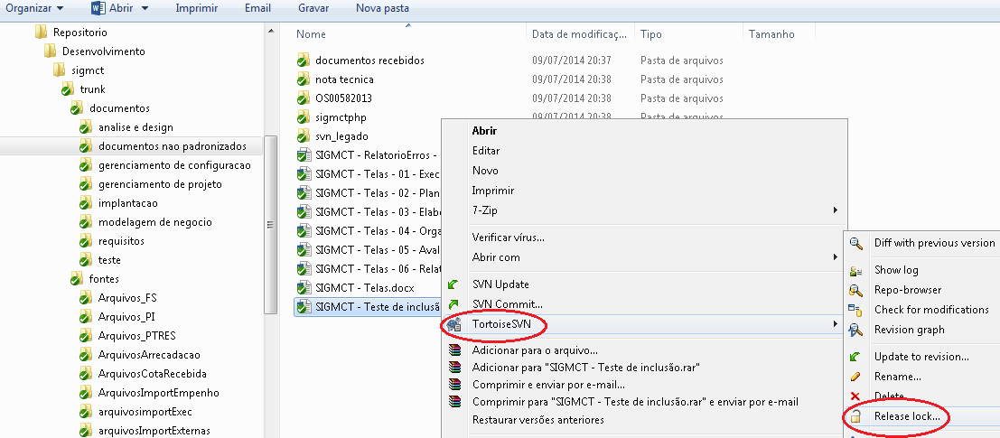 Organizar Abrir Imprimir Email Gravar Nova pasta
Repositorio
Desenvolvimento
sigmct
trunk
documentos
analise e design
documentos nao padronizados
gerenciamento de configuracao
gerenciamento de projeto
implantacao
modelagem de negocio
requisitos
teste
fontes
Arquivos_FS
Arquivos_PI
Arquivos_PTRES
ArquivosArrecadacao
ArquivosCotaRecebida
ArquivosImportEmpenho
arquivosimportExec
arquivosImportExternas
Nome Data de modificaç... Tipo Tamanho
documentos recebidos 09/07/2014 20:37 Pasta de arquivos
nota tecnica 09/07/2014 20:38 Pasta de arquivos
OS00582013 09/07/2014 20:38 Pasta de arquivos
sigmctphp 09/07/2014 20:38 Pasta de arquivos
svn_legado
SIGMCT - RelatorioErros -
SIGMCT - Telas - 01 - Exec
SIGMCT - Telas - 02 - Plan
SIGMCT - Telas - 03 - Elab
SIGMCT - Telas - 04 - Orga
SIGMCT - Telas - 05 - Aval
SIGMCT - Telas - 06 - Relat
SIGMCT - Telas.docx
SIGMCT - Teste de inclusã
Abrir
Editar
Novo
Imprimir
7-Zip
Verificar vírus...
Abrir com
SVN Update
SVN Commit...
TortoiseSVN
Adicionar para o arquivo...
Adicionar para "SIGMCT - Teste de inclusão.rar"
Comprimir e enviar por e-mail...
Comprimir para "SIGMCT - Teste de inclusão.rar" e enviar por e-mail
Restaurar versões anteriores
Diff with previous version
Show log
Repo-browser
Check for modifications
Revision graph
Update to revision...
Rename...
Delete
Release lock...